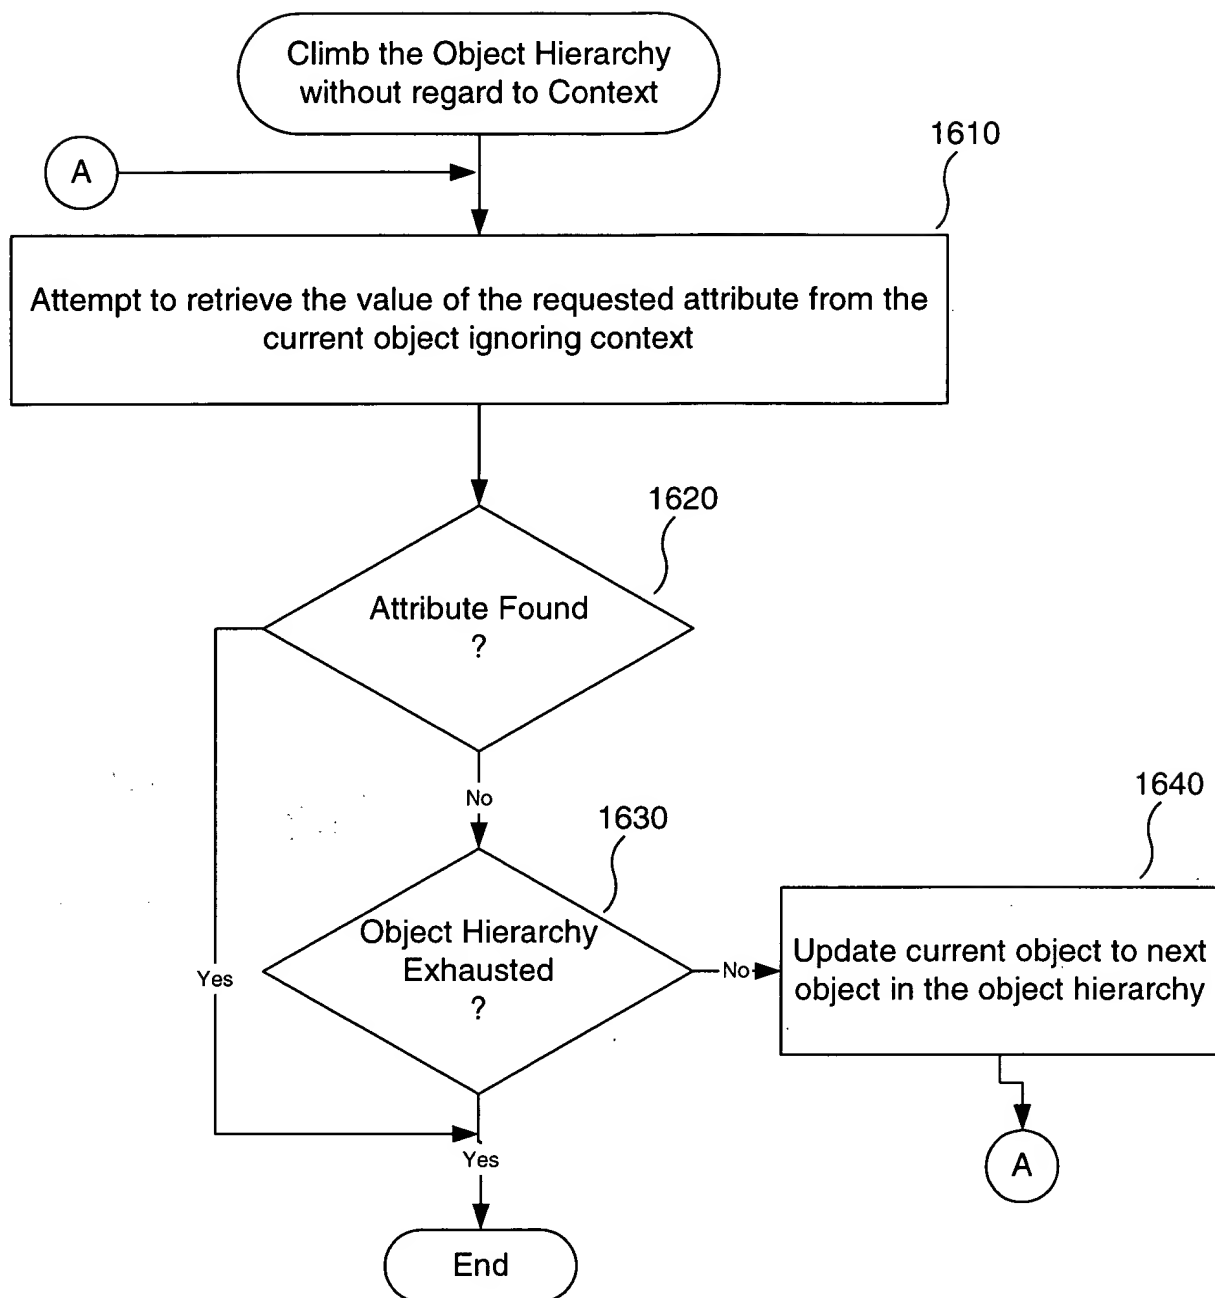 Climb the Object Hierarchy
without regard to Context
1610
A
Attempt to retrieve the value of the requested attribute from the
current object ignoring context
1620
Attribute Found
?
No
1630
1640
Object Hierarchy
Exhausted
?
Yes
No
Update current object to next
object in the object hierarchy
Yes
A
End